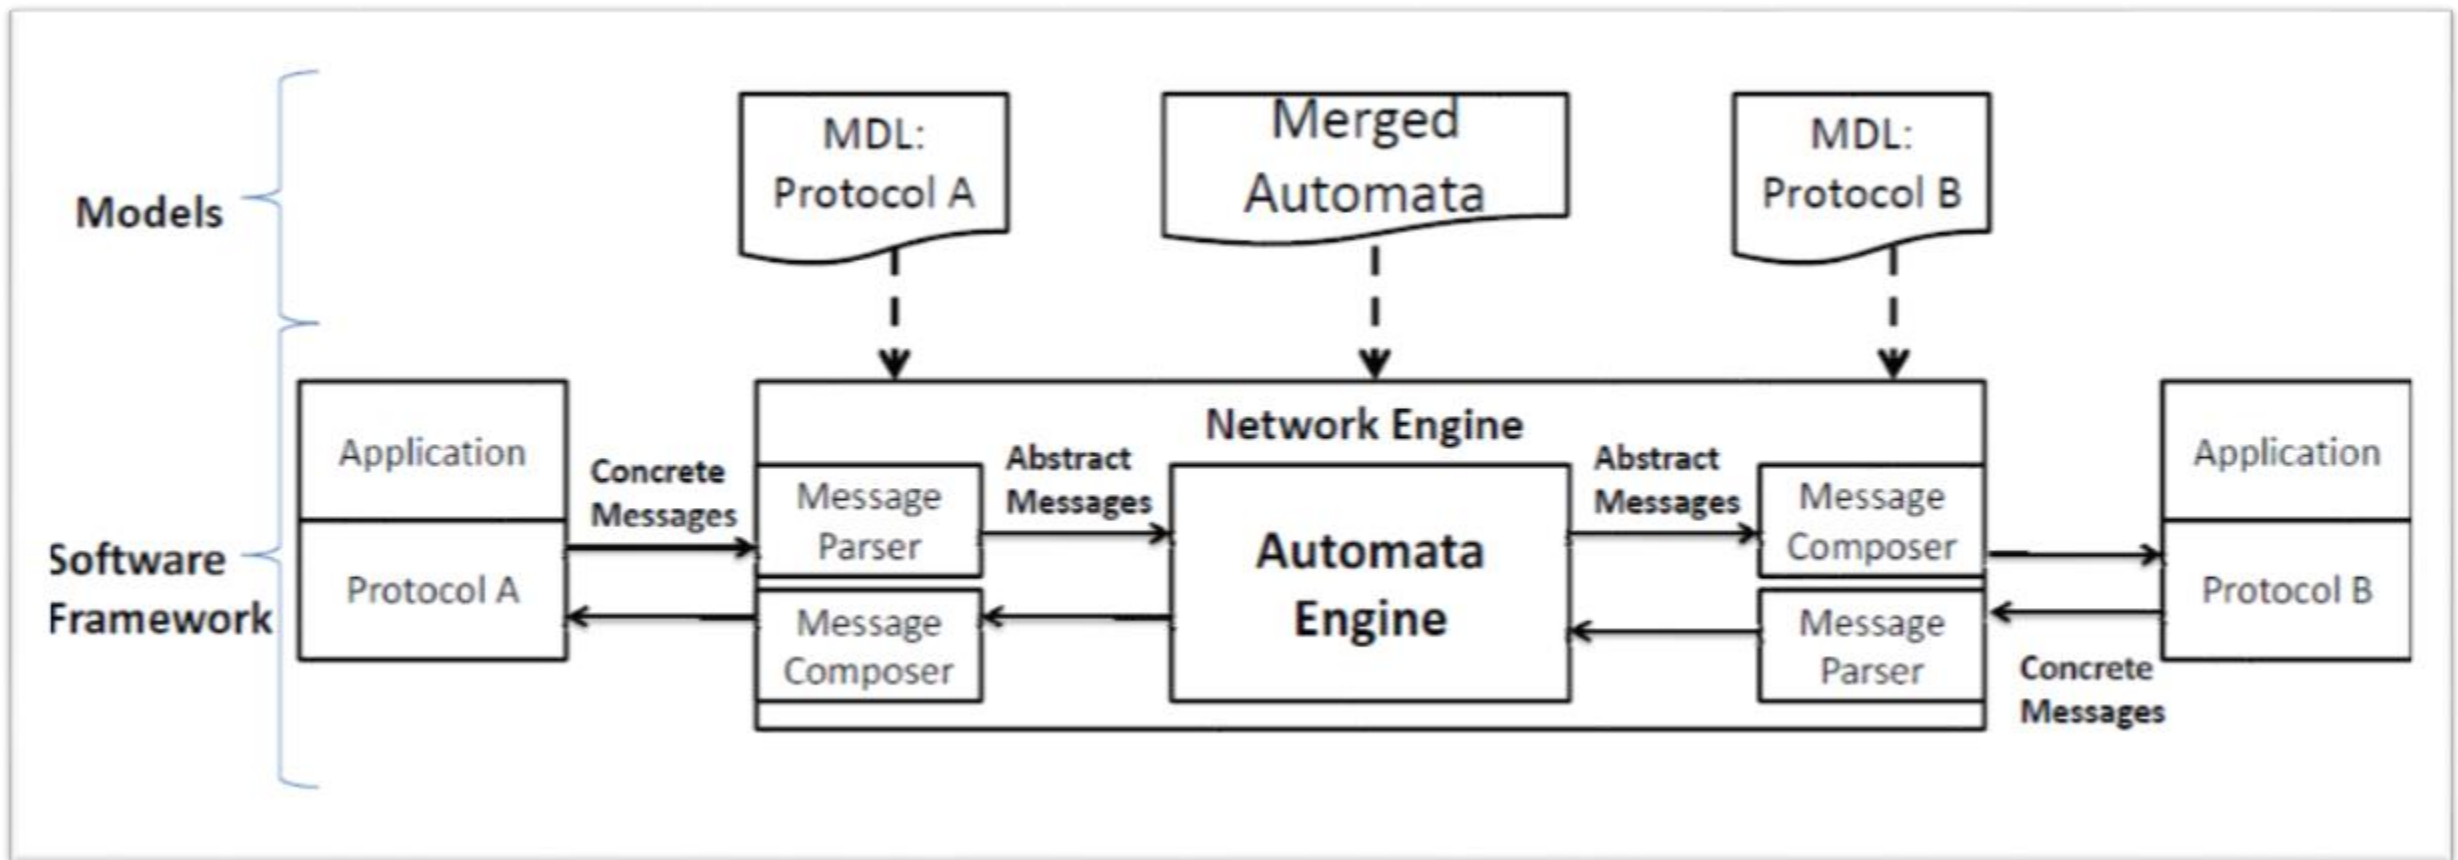 MDL:
Protocol A
Merged
Automata
MDL:
Protocol B
Models
Software
Framework
Application
Protocol A
Concrete
Messages
Network Engine
Message
Parser
Message
Composer
Abstract
Messages
Automata
Engine
Abstract
Messages
Message
Composer
Message
Parser
Concrete
Messages
Application
Protocol B